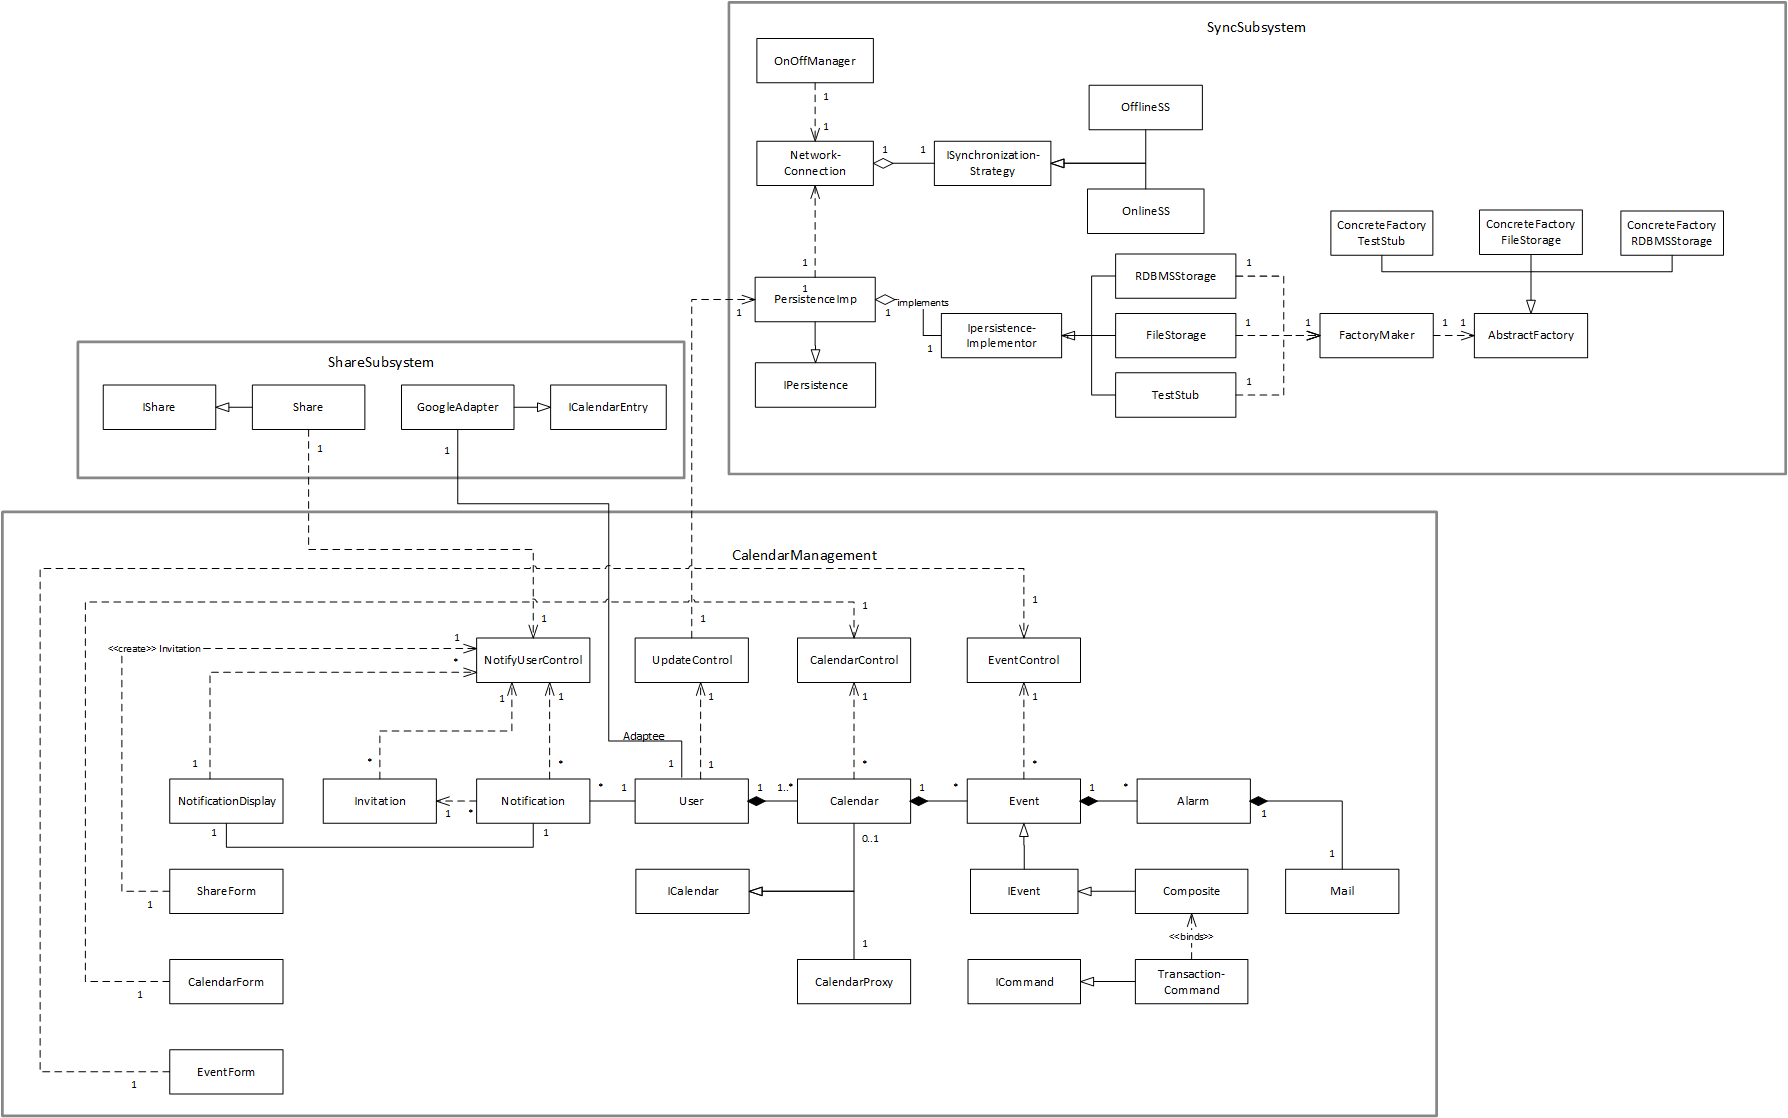 SyncSubsystem
OnOffManager
1
1
OfflineSS
Network-
Connection
1
1
ISynchronization-
Strategy
OnlineSS
ConcreteFactory
TestStub
ConcreteFactory
FileStorage
ConcreteFactory
RDBMSStorage
1
1
PersistenceImp
1
1
implements
1
Ipersistence-
Implementor
RDBMSStorage
1
FileStorage
1
TestStub
1
1
FactoryMaker
1
1
AbstractFactory
IPersistence
ShareSubsystem
IShare
Share
GoogleAdapter
ICalendarEntry
1
1
CalendarManagement
1
1
1
1
<<create>> Invitation
1
*
NotifyUserControl
UpdateControl
CalendarControl
EventControl
1
1
1
1
1
Adaptee
1
*
*
1
1
*
*
NotificationDisplay
Invitation
1
*
Notification
*
1
User
1
1..*
Calendar
1
*
Event
1
*
Alarm
1
1
1
0..1
1
ShareForm
1
ICalendar
IEvent
Composite
Mail
<<binds>>
1
CalendarForm
1
CalendarProxy
ICommand
Transaction-
Command
EventForm
1